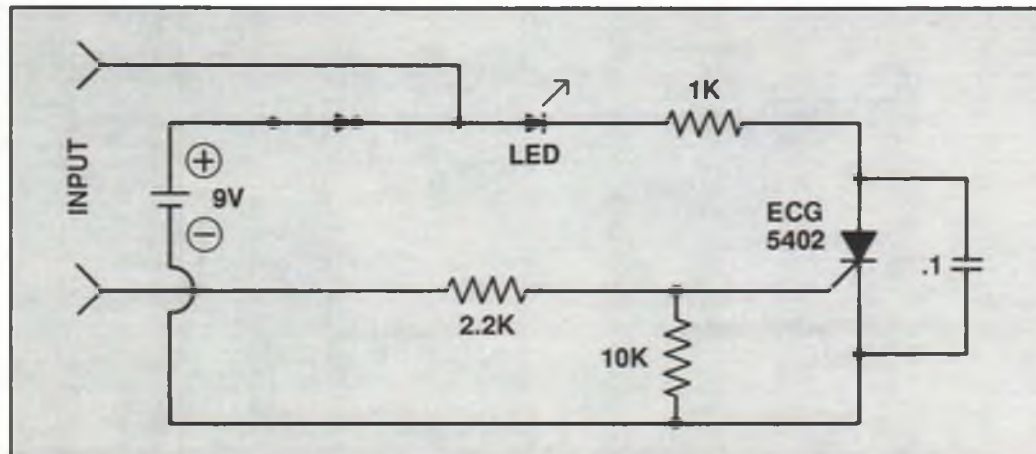 1K
LED
INPUT
+
9V
−
ECG
5402
.1
2.2K
10K